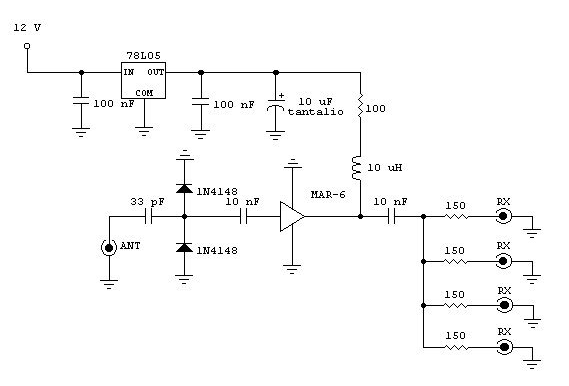 12 V
78L05
IN OUT
COM
100 nF
100 nF
+
10 uF
tantalio
100
10 uH
1N4148
33 pF
10 nF
MAR-6
10 nF
ANT
1N4148
150
RX
150
RX
150
RX
150
RX